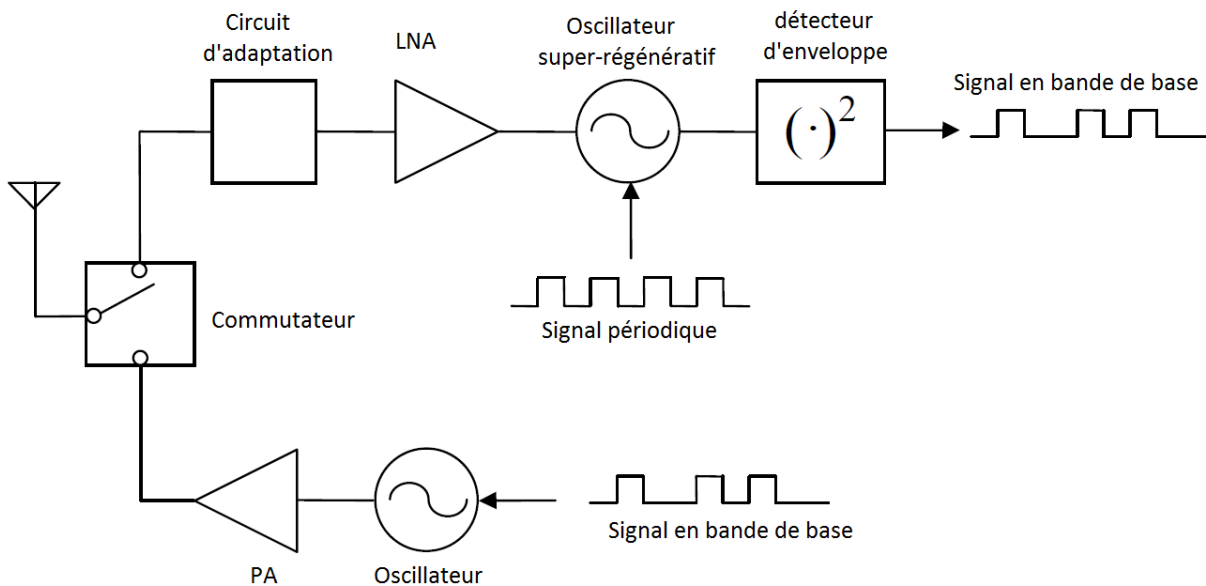 Circuit
d'adaptation
LNA
Oscillateur
super-régénératif
détecteur
d'enveloppe
(·)²
Signal en bande de base
Signal périodique
Commutateur
Signal en bande de base
PA
Oscillateur